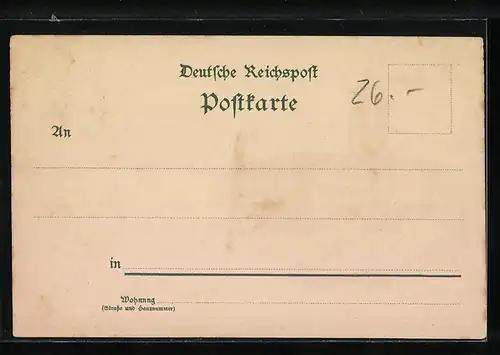 Deutsche Reichspost
Postkarte
26.-
An
in
Wohnung
(Straße und Hausnummer)